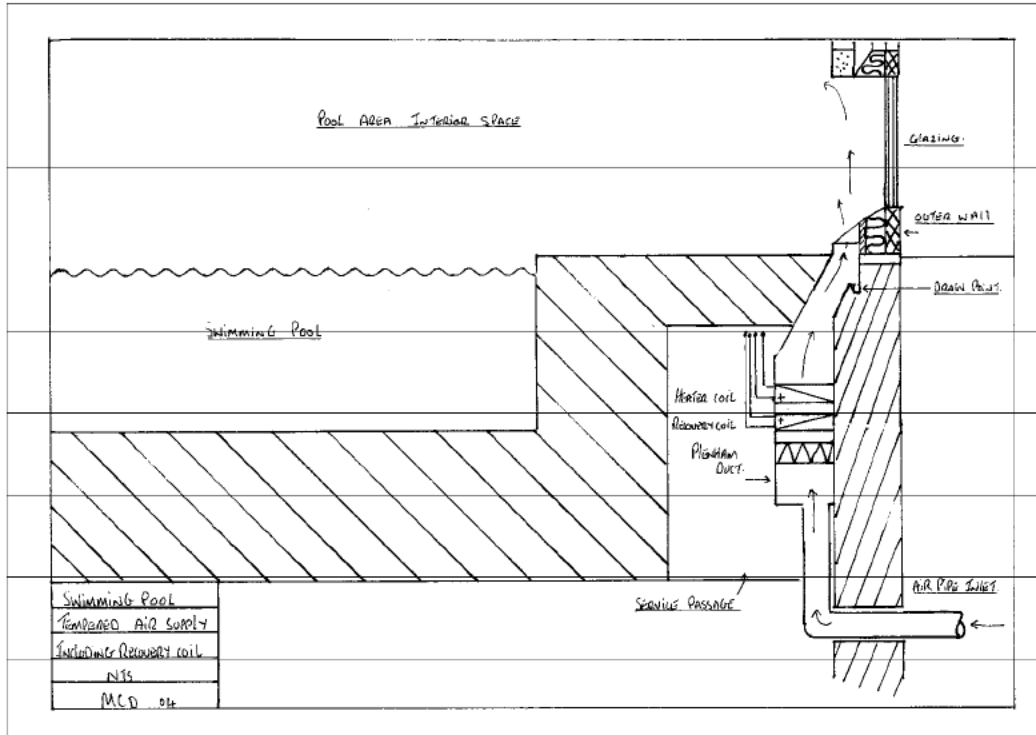 POOL AREA INTERIOR SPACE
GLAZING.
OUTER WALL
DRAW POINT.
SWIMMING POOL
HEATER COIL
RECOVERY COIL
PLENHAM
DUCT.
AIR PIPE INLET.
SERVICE PASSAGE
SWIMMING POOL
TEMPERED AIR SUPPLY
INCLUDING RECOVERY COIL
NTS
MCD 04